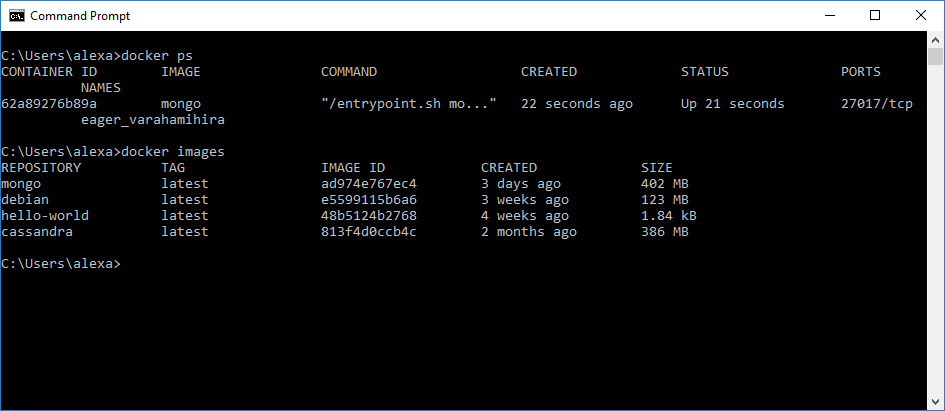 Command Prompt
C:\Users\alexa>docker ps
CONTAINER ID        IMAGE               COMMAND                  CREATED             STATUS              PORTS
          NAMES
62a89276b89a        mongo               "/entrypoint.sh mo..."   22 seconds ago      Up 21 seconds       27017/tcp
          eager_varahamihira
C:\Users\alexa>docker images
REPOSITORY          TAG                 IMAGE ID            CREATED             SIZE
mongo               latest              ad974e767ec4        3 days ago          402 MB
debian              latest              e5599115b6a6        3 weeks ago         123 MB
hello-world         latest              48b5124b2768        4 weeks ago         1.84 kB
cassandra           latest              813f4d0ccb4c        2 months ago        386 MB
C:\Users\alexa>